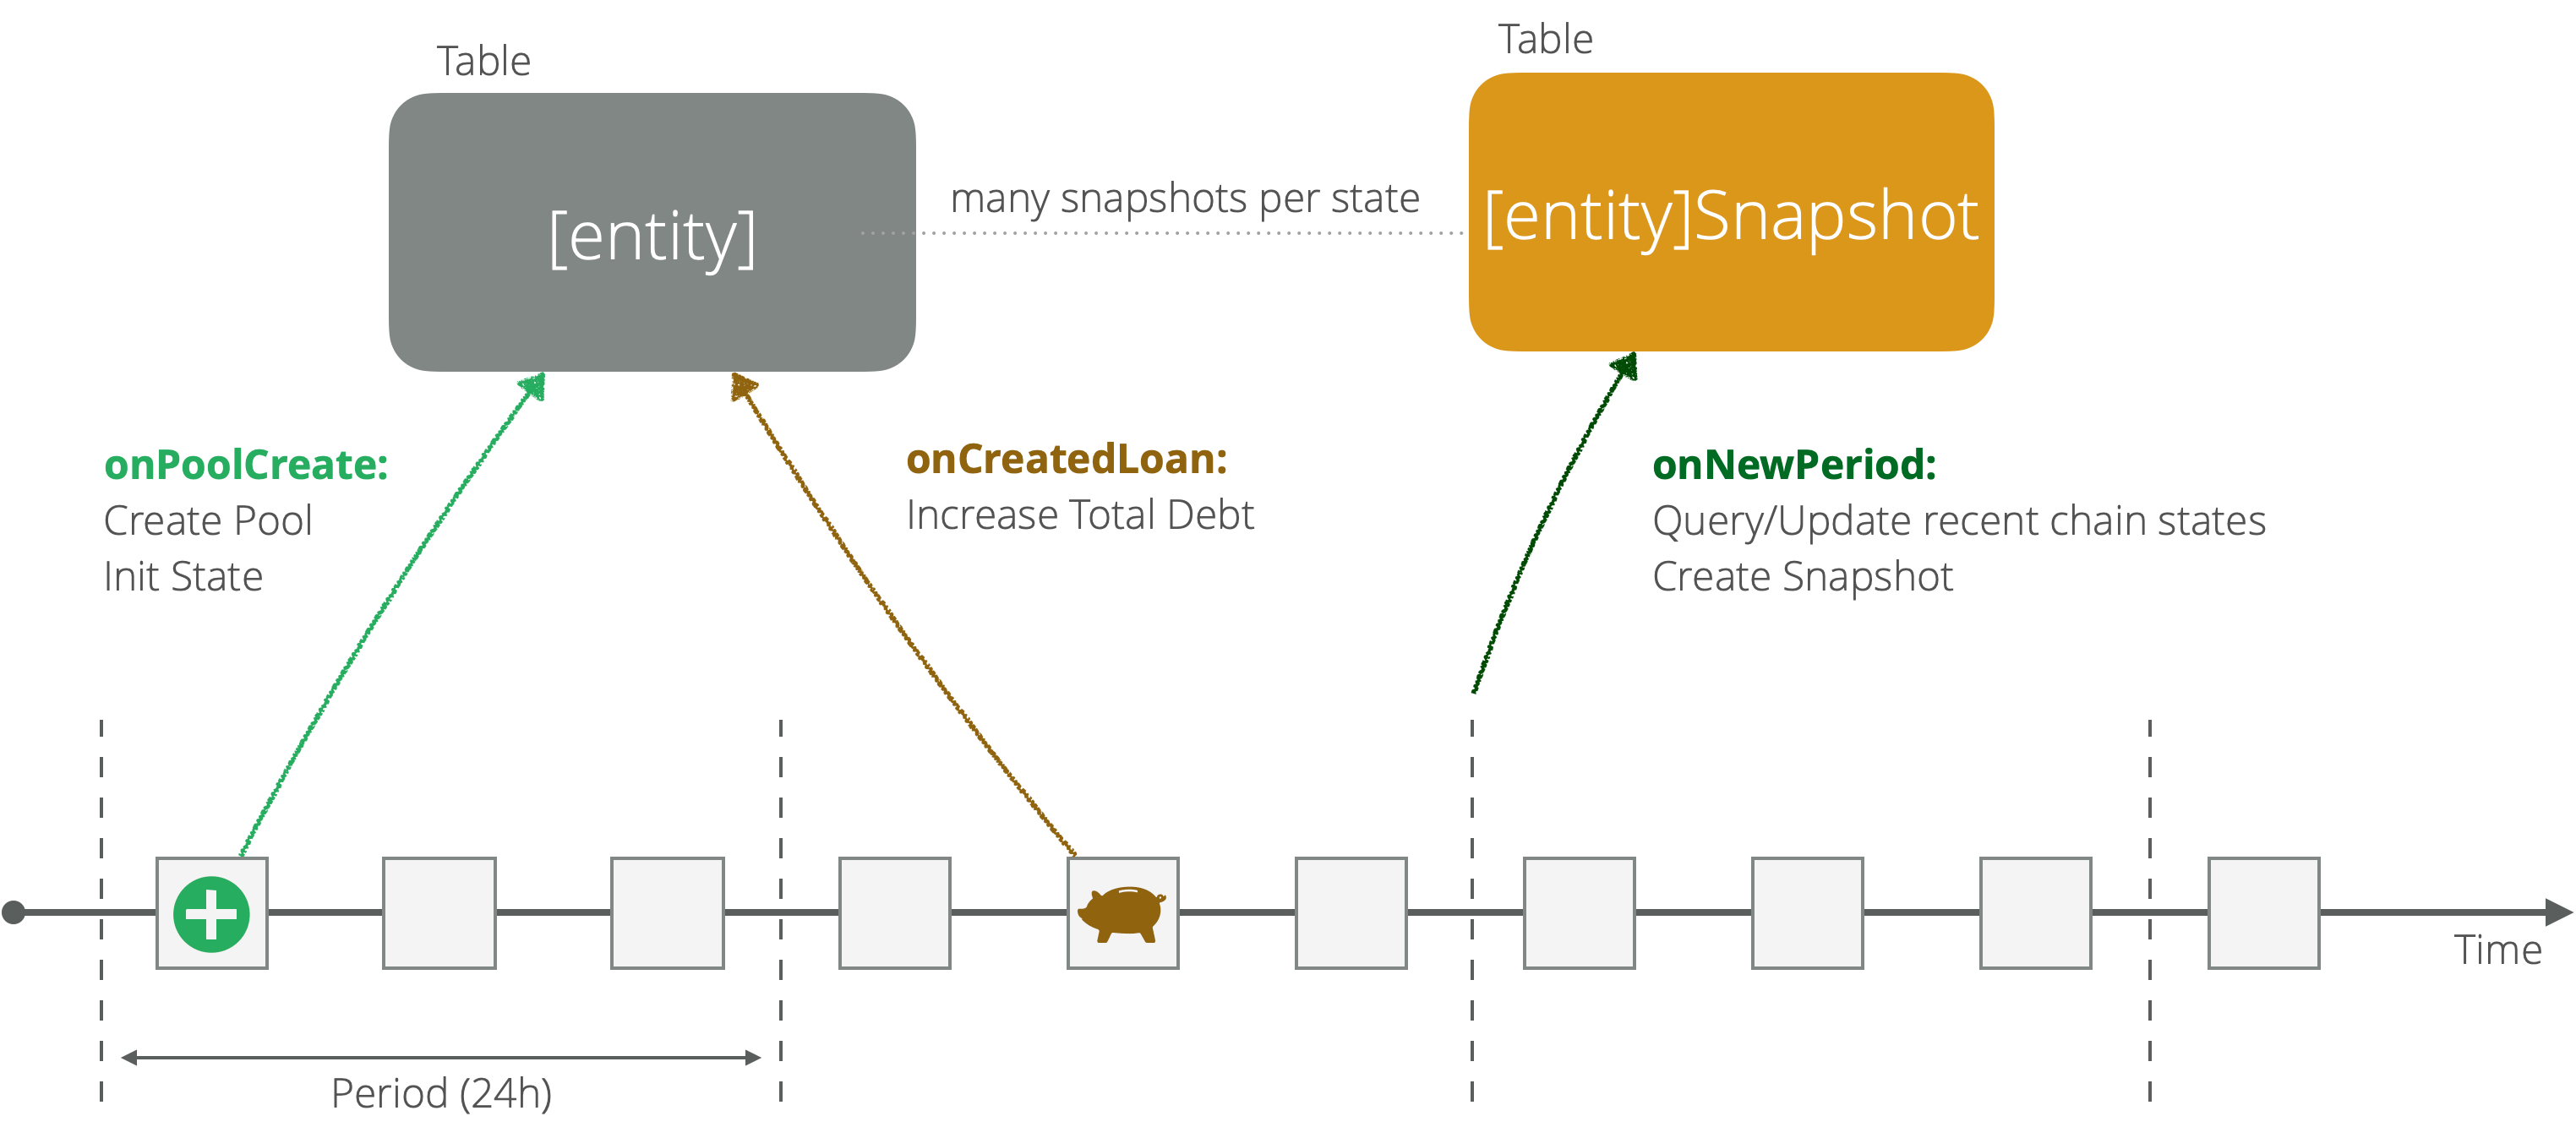 Table
Table
[entity]
many snapshots per state
[entity]Snapshot
onPoolCreate:
Create Pool
Init State
onCreatedLoan:
Increase Total Debt
onNewPeriod:
Query/Update recent chain states
Create Snapshot
Time
Period (24h)